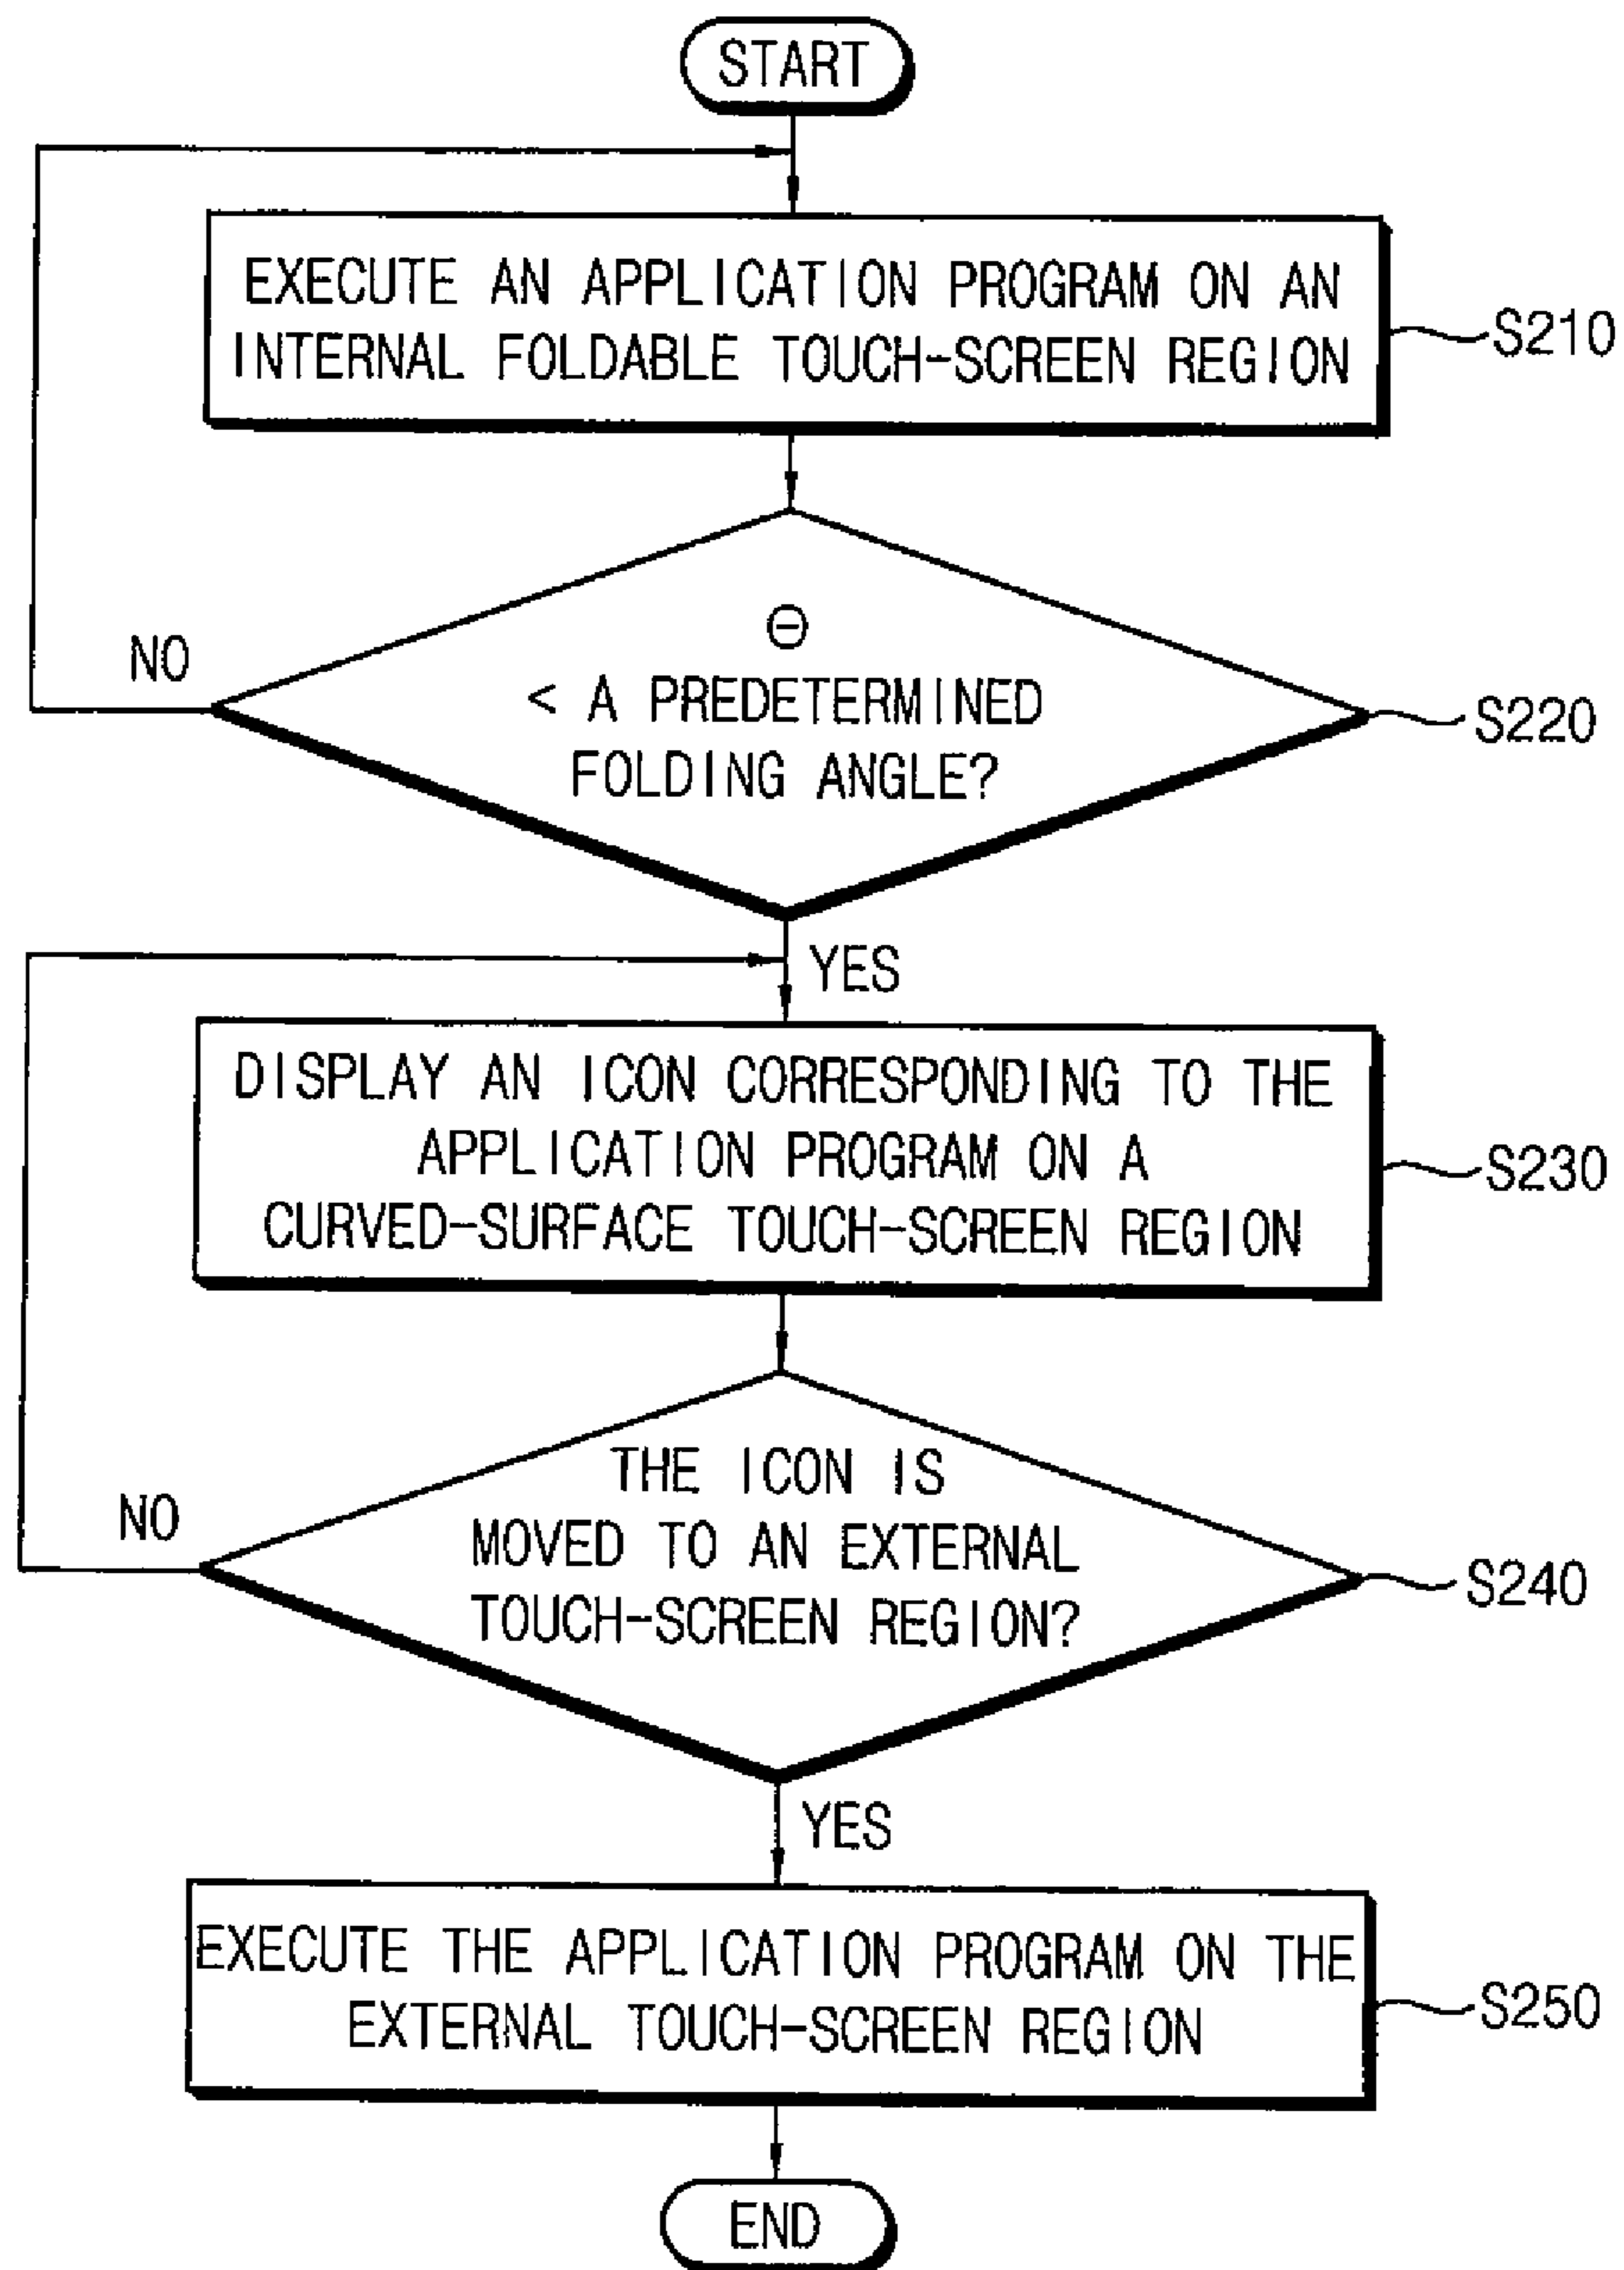 START
EXECUTE AN APPLICATION PROGRAM ON AN
INTERNAL FOLDABLE TOUCH-SCREEN REGION
S210
Θ
< A PREDETERMINED
FOLDING ANGLE?
NO
S220
YES
DISPLAY AN ICON CORRESPONDING TO THE
APPLICATION PROGRAM ON A
CURVED-SURFACE TOUCH-SCREEN REGION
S230
THE ICON IS
MOVED TO AN EXTERNAL
TOUCH-SCREEN REGION?
NO
S240
YES
EXECUTE THE APPLICATION PROGRAM ON THE
EXTERNAL TOUCH-SCREEN REGION
S250
END